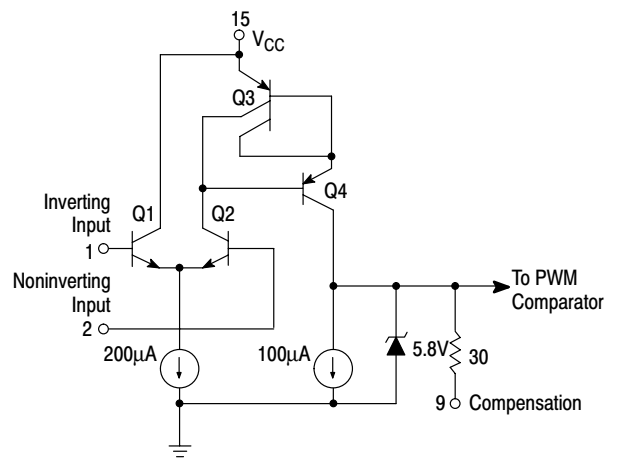 15
VCC
Q3
Q4
Inverting
Input
1
Q1
Q2
Noninverting
Input
2
To PWM
Comparator
200μA
100μA
5.8V
30
9
Compensation